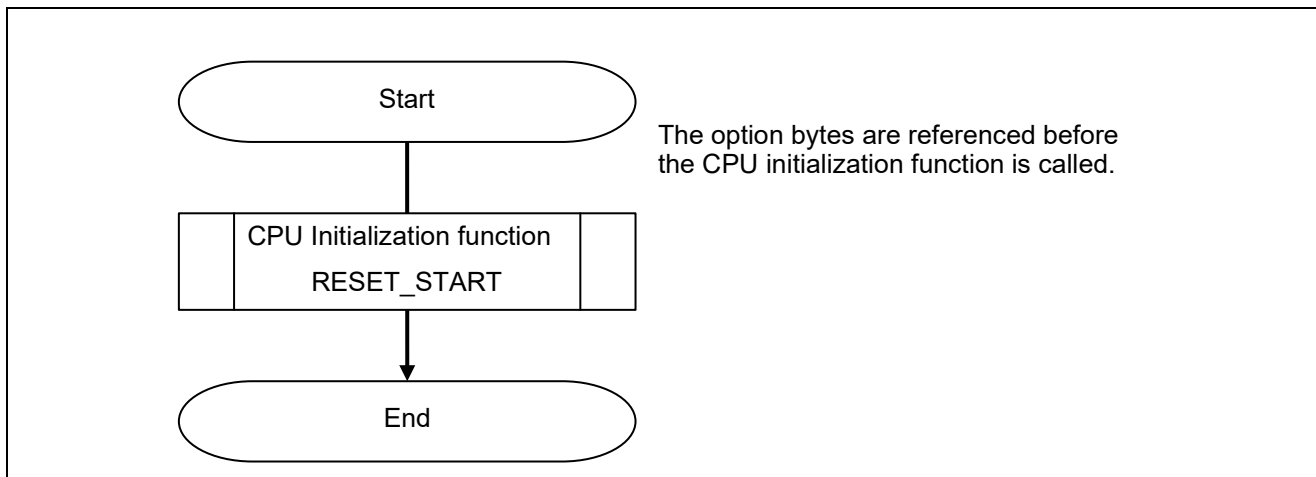 Start
The option bytes are referenced before
the CPU initialization function is called.
CPU Initialization function
RESET_START
End